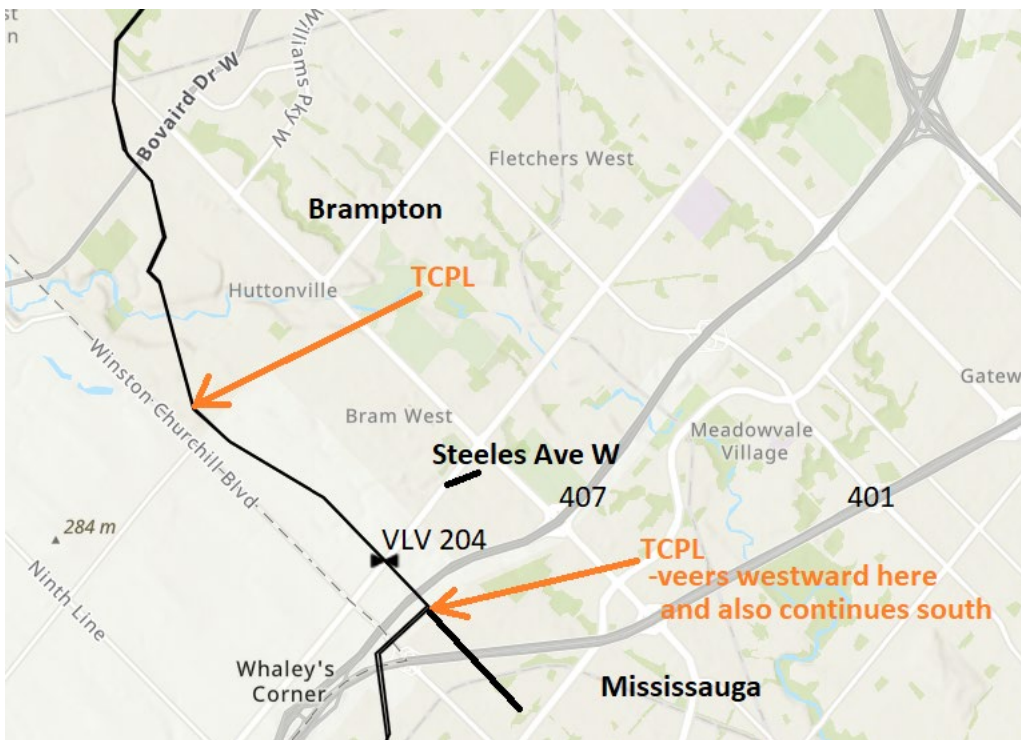 st
n
Bovaird Dr W
Williams Pky W
Fletchers West
Brampton
TCPL
Huttonville
Winston Churchill Blvd
Bram West
Gatew
Meadowvale
Village
Steeles Ave W
407
401
284 m
VLV 204
TCPL
-veers westward here
and also continues south
Ninth Line
Whaley's
Corner
Mississauga